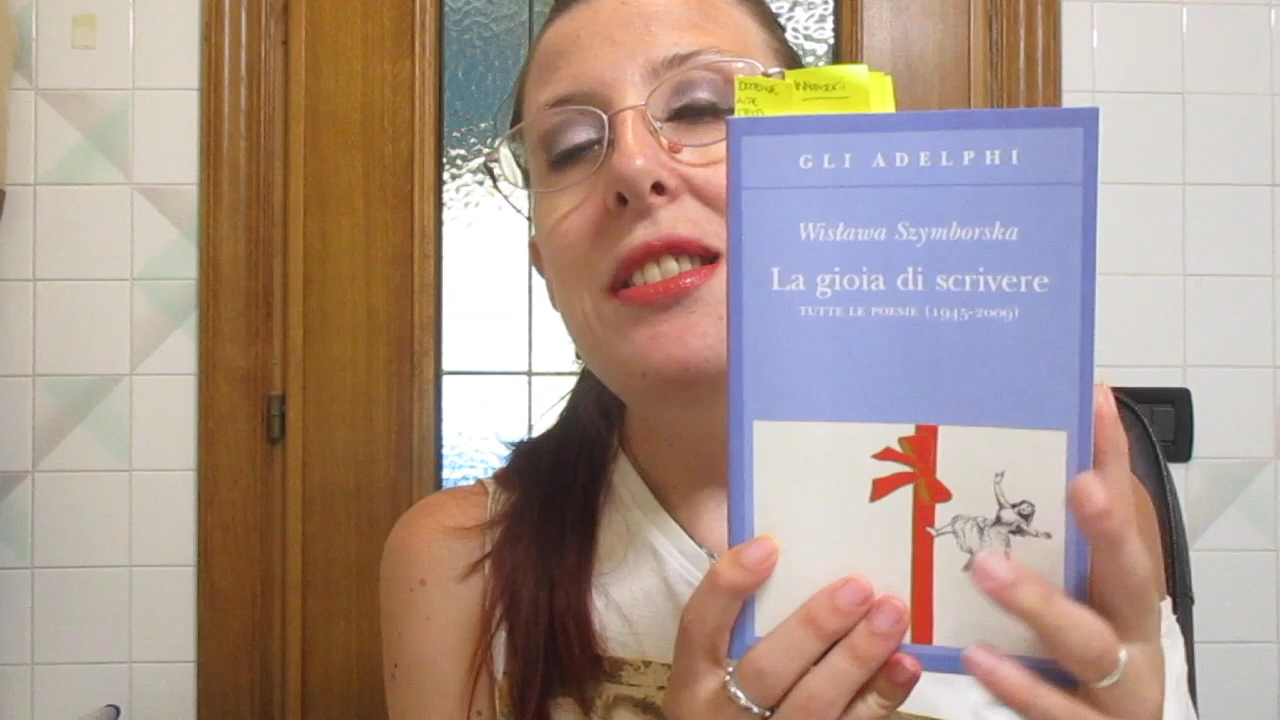 GLI ADELPHI
Wisława Szymborska
La gioia di scrivere
TUTTE LE POESIE (1945-2009)